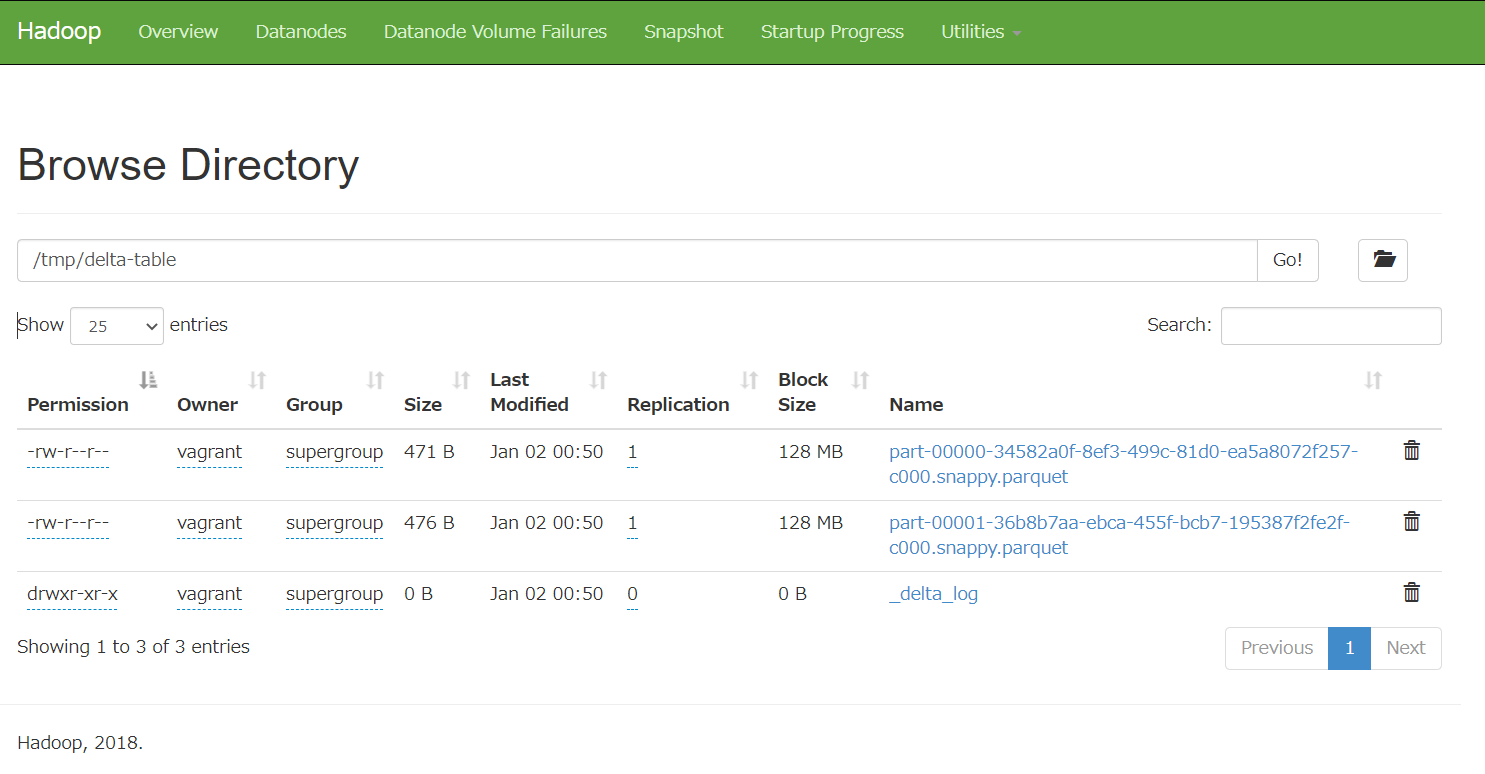 Hadoop Overview Datanodes Datanode Volume Failures Snapshot Startup Progress Utilities
Browse Directory
/tmp/delta-table Go!
Show 25 entries Search:
Permission Owner Group Size Last Modified Replication Block Size Name
-rw-r--r-- vagrant supergroup 471 B Jan 02 00:50 1 128 MB part-00000-34582a0f-8ef3-499c-81d0-ea5a8072f257-
c000.snappy.parquet
-rw-r--r-- vagrant supergroup 476 B Jan 02 00:50 1 128 MB part-00001-36b8b7aa-ebca-455f-bcb7-195387f2fe2f-
c000.snappy.parquet
drwxr-xr-x vagrant supergroup 0 B Jan 02 00:50 0 0 B _delta_log
Showing 1 to 3 of 3 entries Previous 1 Next
Hadoop, 2018.